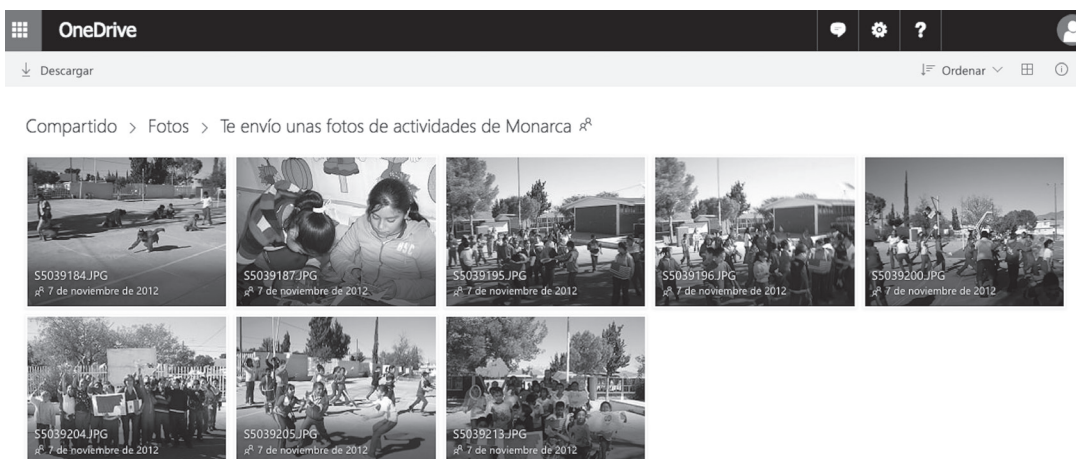 OneDrive
?
Descargar
Ordenar
Compartido > Fotos > Te envío unas fotos de actividades de Monarca
S5039184.JPG
7 de noviembre de 2012
S5039187.JPG
7 de noviembre de 2012
S5039195.JPG
7 de noviembre de 2012
S5039196.JPG
7 de noviembre de 2012
S5039200.JPG
7 de noviembre de 2012
S5039204.JPG
7 de noviembre de 2012
S5039205.JPG
7 de noviembre de 2012
S5039213.JPG
7 de noviembre de 2012